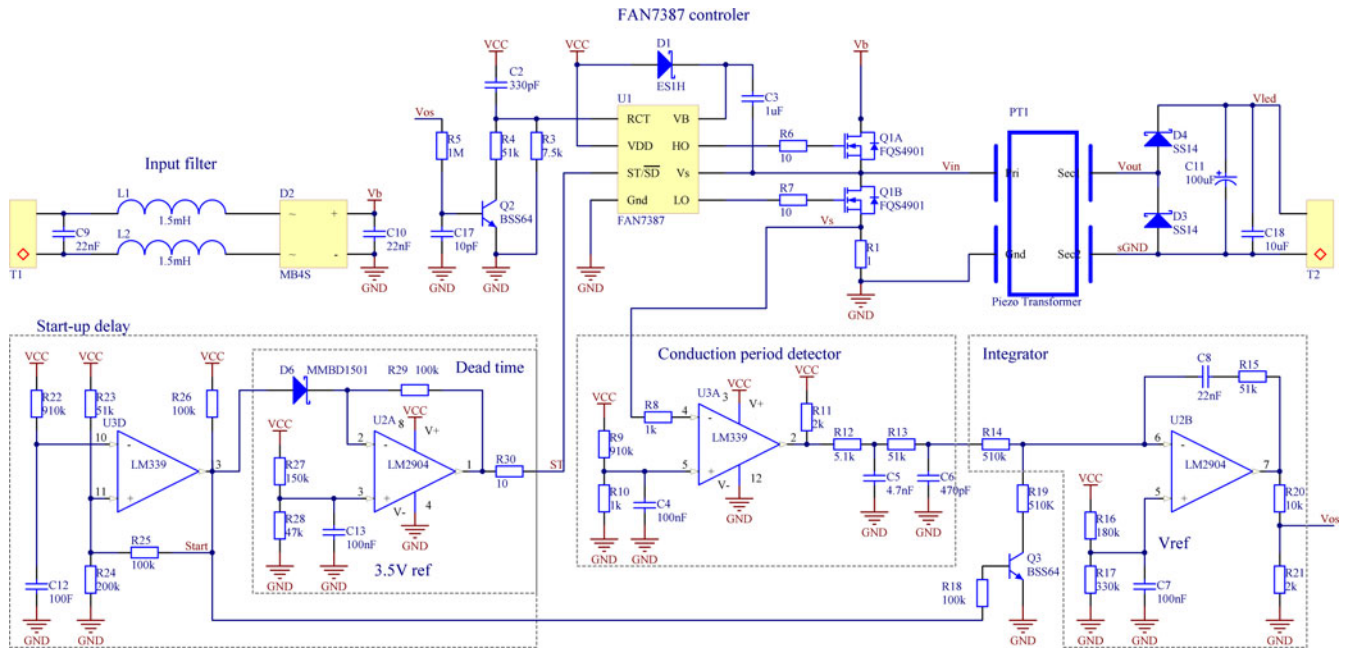 FAN7387 controler
VCC
C2
330pF
VCC
D1
ES1H
C3
1uF
Vb
Vos
R5
1M
R4
51k
R3
7.5k
U1
RCT
VB
VDD
HO
ST/SD
Vs
Gnd
LO
FAN7387
R6
10
Q1A
FQS4901
R7
10
Q1B
FQS4901
Vs
Vin
R1
1
GND
GND
PT1
Pri
Sec
Gnd
Sec2
Piezo Transformer
Vout
sGND
D4
SS14
D3
SS14
Vled
C11
100uF
C18
10uF
T2
Input filter
T1
C9
22nF
L1
1.5mH
L2
1.5mH
D2
~
~
+
-
MB4S
Vb
C10
22nF
GND
C17
10pF
Q2
BSS64
GND
GND
Start-up delay
VCC
R22
910k
VCC
R23
51k
VCC
R26
100k
U3D
10
-
LM339
11
+
13
R25
100k
Start
C12
100F
R24
200k
GND
GND
GND
Dead time
D6
MMBD1501
R29
100k
U2A
VCC
8
V+
2
-
LM2904
3
+
1
V-
4
GND
VCC
R27
150k
R28
47k
C13
100nF
GND
GND
3.5V ref
R30
10
ST
Conduction period detector
VCC
R9
910k
R10
1k
C4
100nF
GND
GND
R8
1k
U3A
3
VCC
V+
4
-
LM339
5
+
2
V-
12
GND
VCC
R11
2k
R12
5.1k
R13
51k
C5
4.7nF
C6
470pF
GND
GND
Integrator
R14
510k
R19
510K
Q3
BSS64
R18
100k
GND
C8
22nF
R15
51k
U2B
6
-
LM2904
5
+
7
VCC
R16
180k
R17
330k
C7
100nF
Vref
GND
GND
R20
10k
Vos
R21
2k
GND